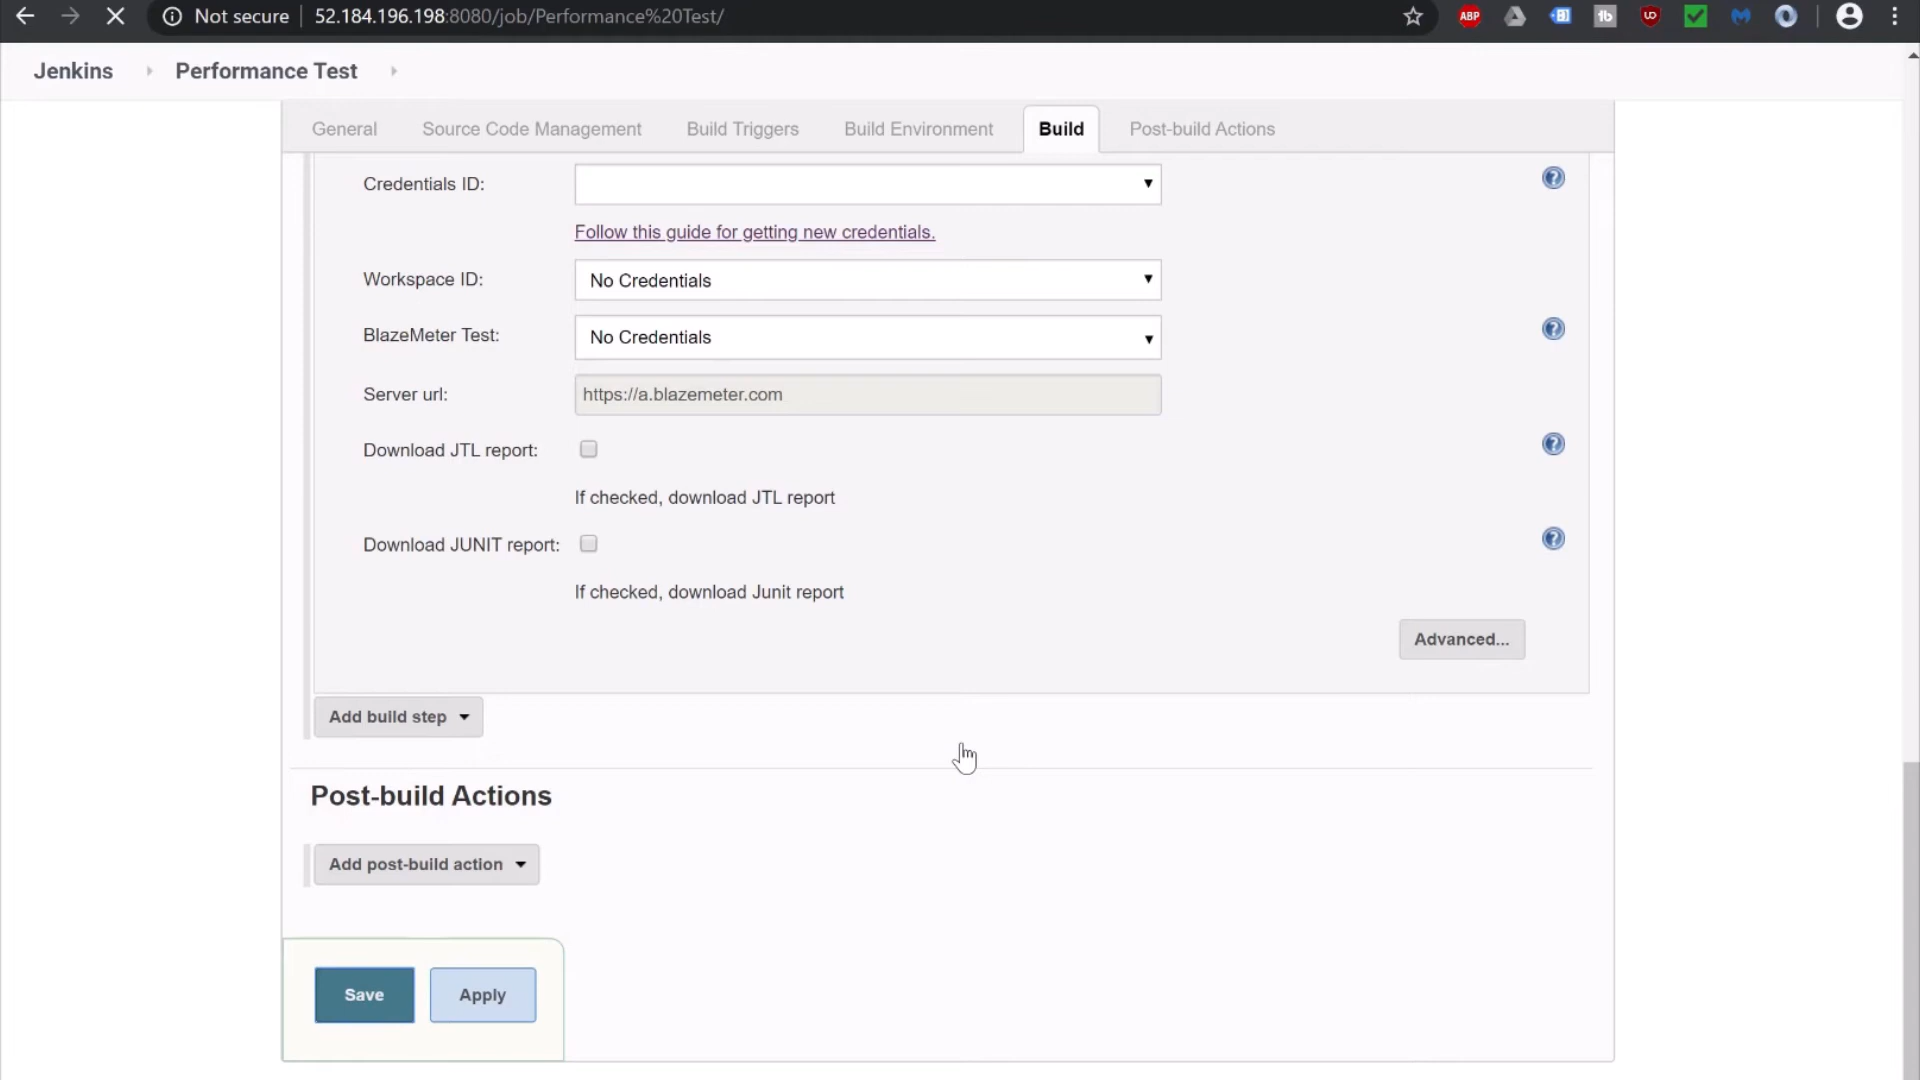 Not secure 52.184.196.198:8080/job/Performance%20Test/
ABP
Jenkins Performance Test
General Source Code Management Build Triggers Build Environment Build Post-build Actions
Credentials ID:
Follow this guide for getting new credentials.
Workspace ID: No Credentials
BlazeMeter Test: No Credentials
Server url: https://a.blazemeter.com
Download JTL report:
If checked, download JTL report
Download JUNIT report:
If checked, download Junit report
Advanced...
Add build step
Post-build Actions
Add post-build action
Save Apply